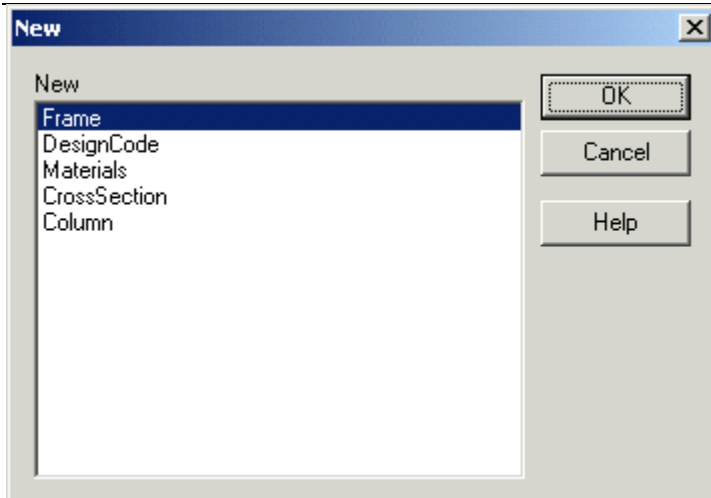 New
New
Frame
DesignCode
Materials
CrossSection
Column
OK
Cancel
Help